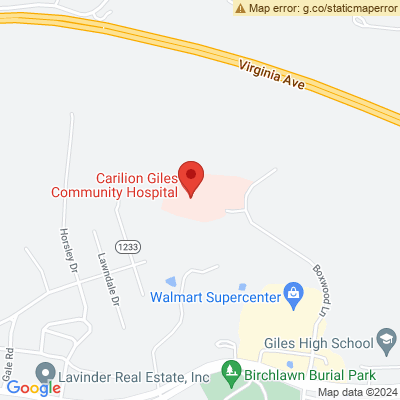 Map error: g.co/staticmaperror
Virginia Ave
Carilion Giles
Community Hospital
Horsley Dr
1233
Lawndale Dr
Boxwood Ln
Walmart Supercenter
Giles High School
Gale Rd
Lavinder Real Estate, Inc
Birchlawn Burial Park
Google
Map data ©2024